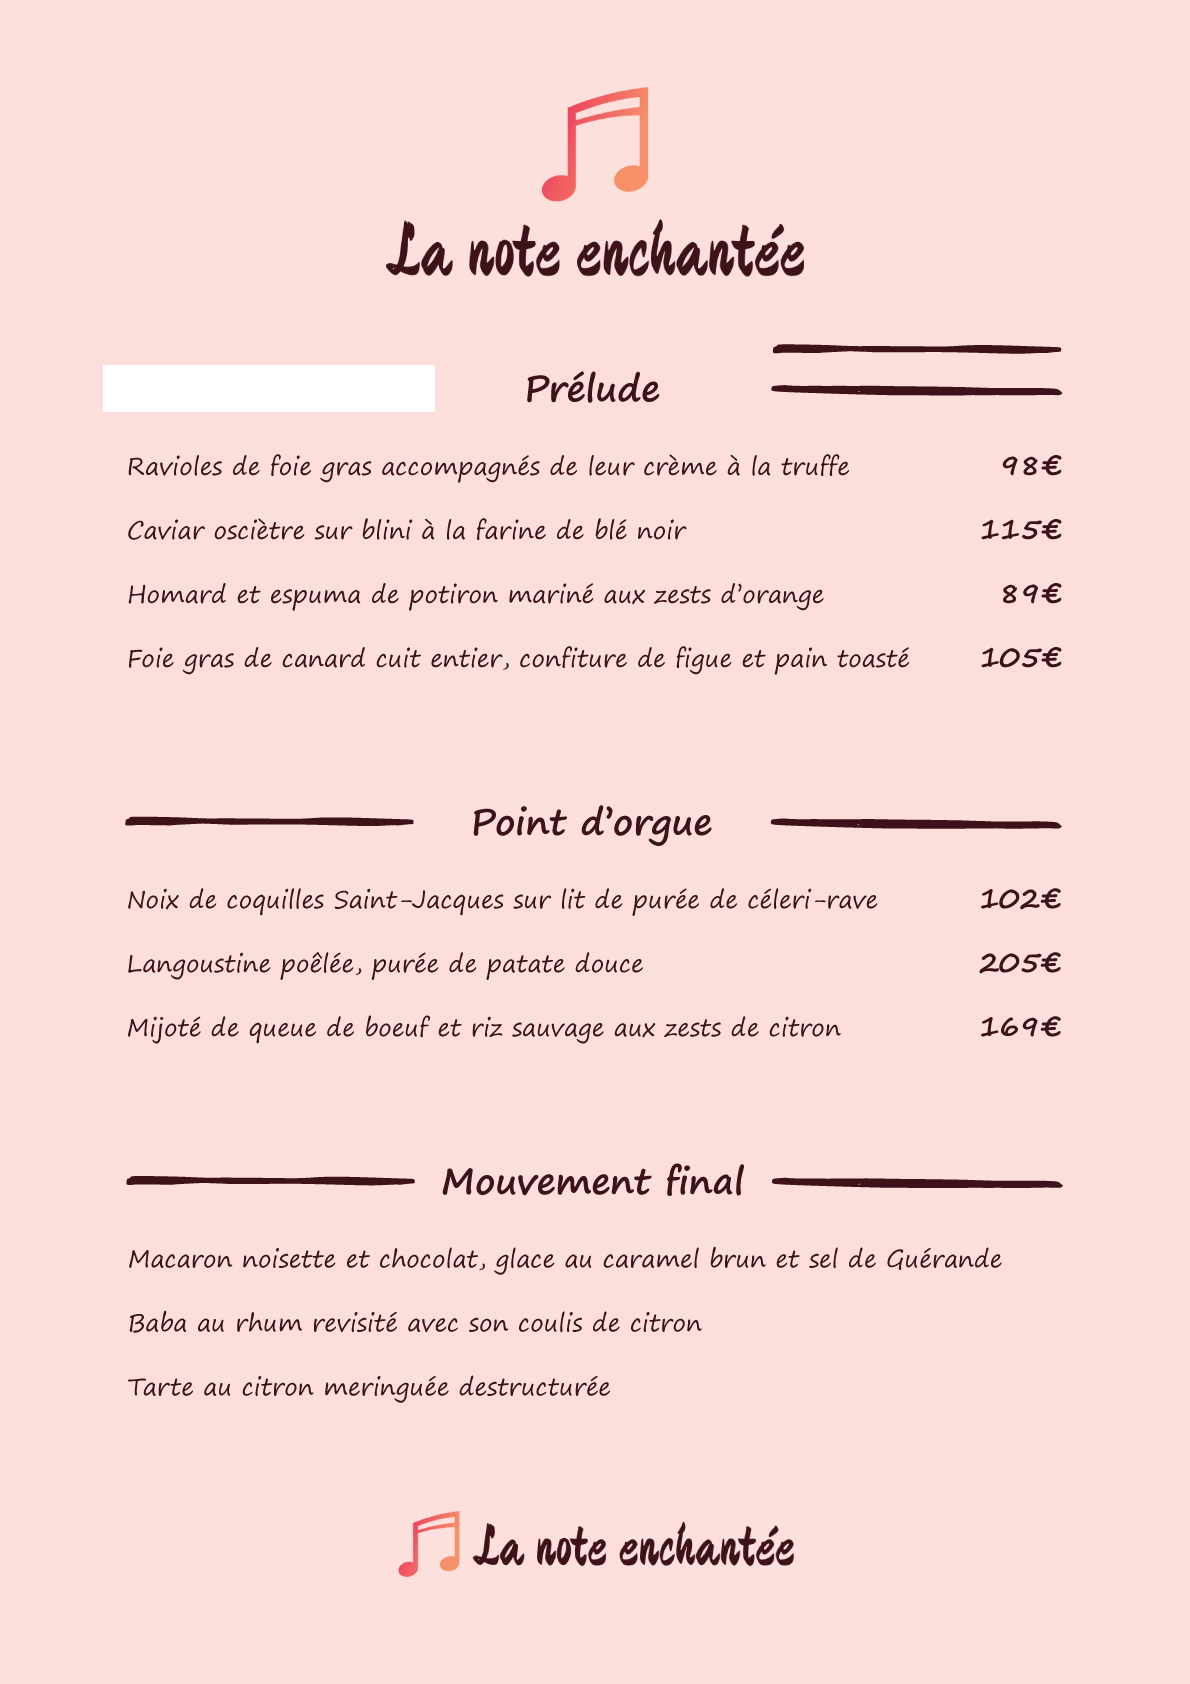 La note enchantée
Prélude
Ravioles de foie gras accompagnés de leur crème à la truffe 98€
Caviar osciètre sur blini à la farine de blé noir 115€
Homard et espuma de potiron mariné aux zests d’orange 89€
Foie gras de canard cuit entier, confiture de figue et pain toasté 105€
Point d’orgue
Noix de coquilles Saint-Jacques sur lit de purée de céleri-rave 102€
Langoustine poêlée, purée de patate douce 205€
Mijoté de queue de boeuf et riz sauvage aux zests de citron 169€
Mouvement final
Macaron noisette et chocolat, glace au caramel brun et sel de Guérande
Baba au rhum revisité avec son coulis de citron
Tarte au citron meringuée destructurée
La note enchantée